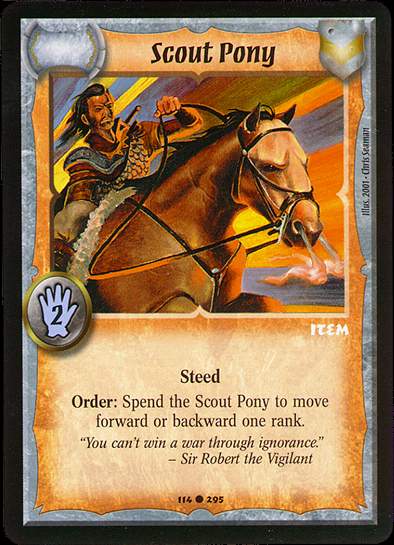 Scout Pony
Illus. 2001 - Chris Seaman
2
ITEM
Steed
Order: Spend the Scout Pony to move
forward or backward one rank.
“You can’t win a war through ignorance.”
– Sir Robert the Vigilant
114 ● 295